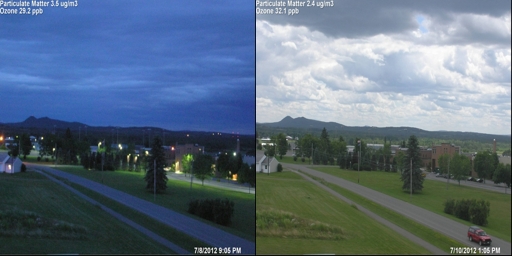 Particulate Matter 3.5 ug/m3
Ozone 29.2 ppb
7/8/2012 9:05 PM
Particulate Matter 2.4 ug/m3
Ozone 32.1 ppb
7/10/2012 1:05 PM